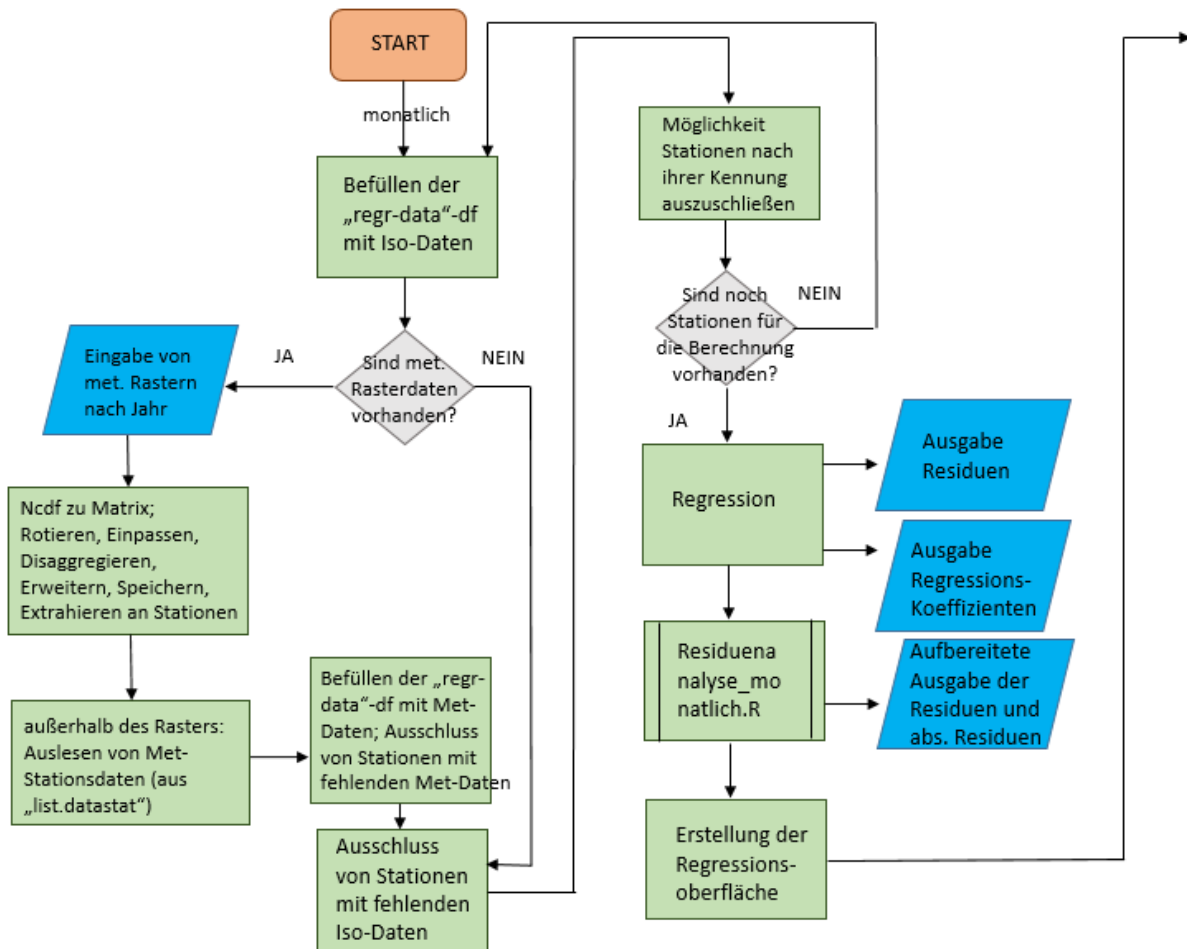 START
monatlich
Befüllen der
„regr-data“-df
mit Iso-Daten
Sind met.
Rasterdaten
vorhanden?
JA
NEIN
Eingabe von
met. Rastern
nach Jahr
Ncdf zu Matrix;
Rotieren, Einpassen,
Disaggregieren,
Erweitern, Speichern,
Extrahieren an Stationen
außerhalb des Rasters:
Auslesen von Met-
Stationsdaten (aus
„list.datastat“)
Befüllen der „regr-
data“-df mit Met-
Daten; Ausschluss
von Stationen mit
fehlenden Met-Daten
Ausschluss
von Stationen
mit fehlenden
Iso-Daten
Möglichkeit
Stationen nach
ihrer Kennung
auszuschließen
Sind noch
Stationen für
die Berechnung
vorhanden?
NEIN
JA
Regression
Ausgabe
Residuen
Ausgabe
Regressions-
Koeffizienten
Residuena
nalyse_mo
natlich.R
Aufbereitete
Ausgabe der
Residuen und
abs. Residuen
Erstellung der
Regressions-
oberfläche